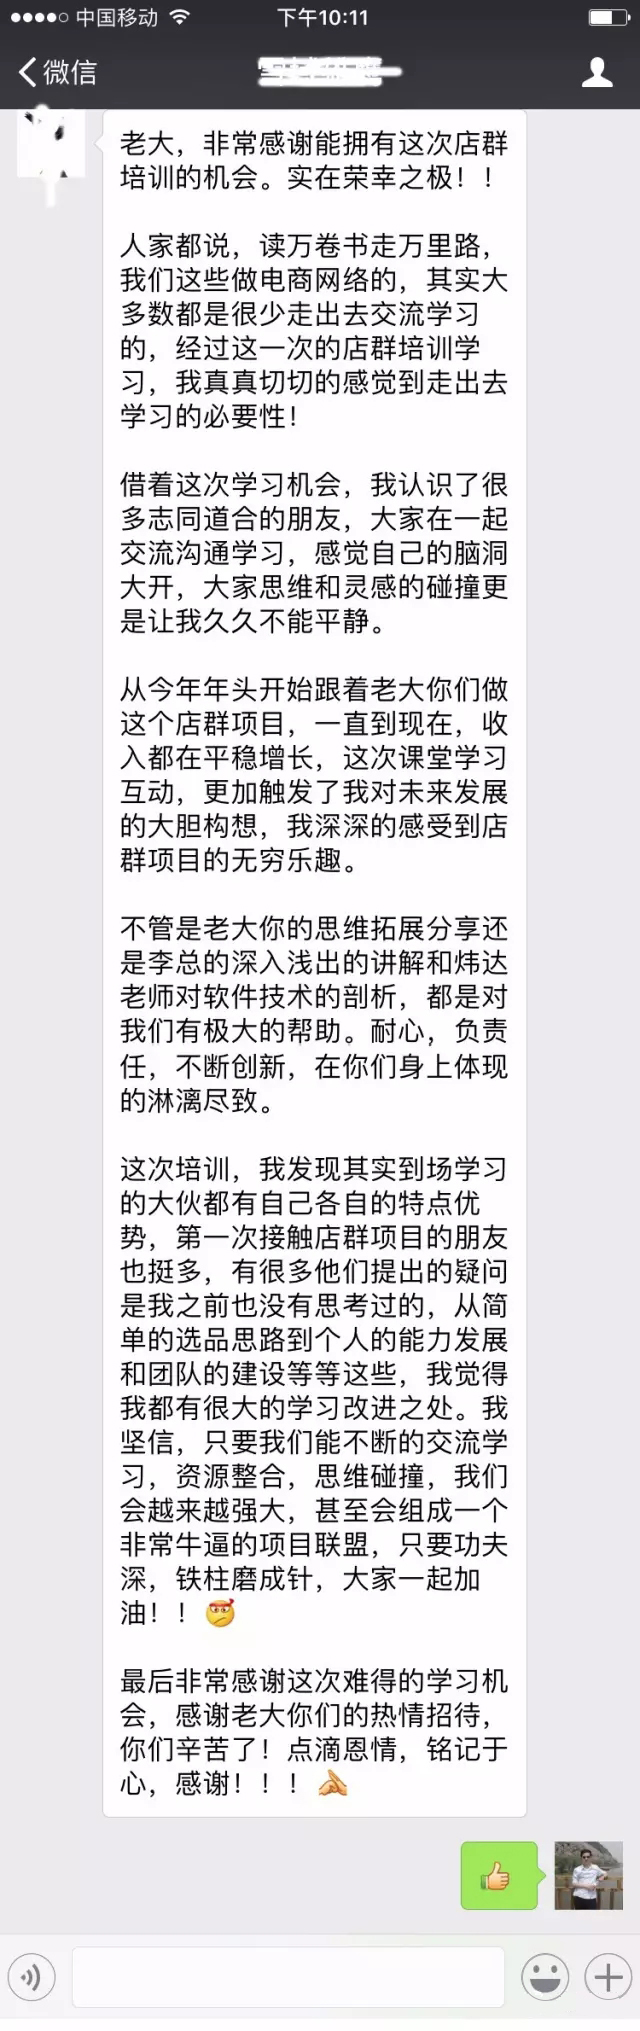 中国移动 下午10:11
微信
老大，非常感谢能拥有这次店群
培训的机会。实在荣幸之极！！
人家都说，读万卷书走万里路，
我们这些做电商网络的，其实大
多数都是很少走出去交流学习
的，经过这一次的店群培训学
习，我真真切切的感觉到走出去
学习的必要性！
借着这次学习机会，我认识了很
多志同道合的朋友，大家在一起
交流沟通学习，感觉自己的脑洞
大开，大家思维和灵感的碰撞更
是让我久久不能平静。
从今年年头开始跟着老大你们做
这个店群项目，一直到现在，收
入都在平稳增长，这次课堂学习
互动，更加触发了我对未来发展
的大胆构想，我深深的感受到店
群项目的无穷乐趣。
不管是老大你的思维拓展分享还
是李总的深入浅出的讲解和炜达
老师对软件技术的剖析，都是对
我们有极大的帮助。耐心，负责
任，不断创新，在你们身上体现
的淋漓尽致。
这次培训，我发现其实到场学习
的大伙都有自己各自的特点优
势，第一次接触店群项目的朋友
也挺多，有很多他们提出的疑问
是我之前也没有思考过的，从简
单的选品思路到个人的能力发展
和团队的建设等等这些，我觉得
我都有很大的学习改进之处。我
坚信，只要我们能不断的交流学
习，资源整合，思维碰撞，我们
会越来越强大，甚至会组成一个
非常牛逼的项目联盟，只要功夫
深，铁柱磨成针，大家一起加
油！！
最后非常感谢这次难得的学习机
会，感谢老大你们的热情招待，
你们辛苦了！点滴恩情，铭记于
心，感谢！！！